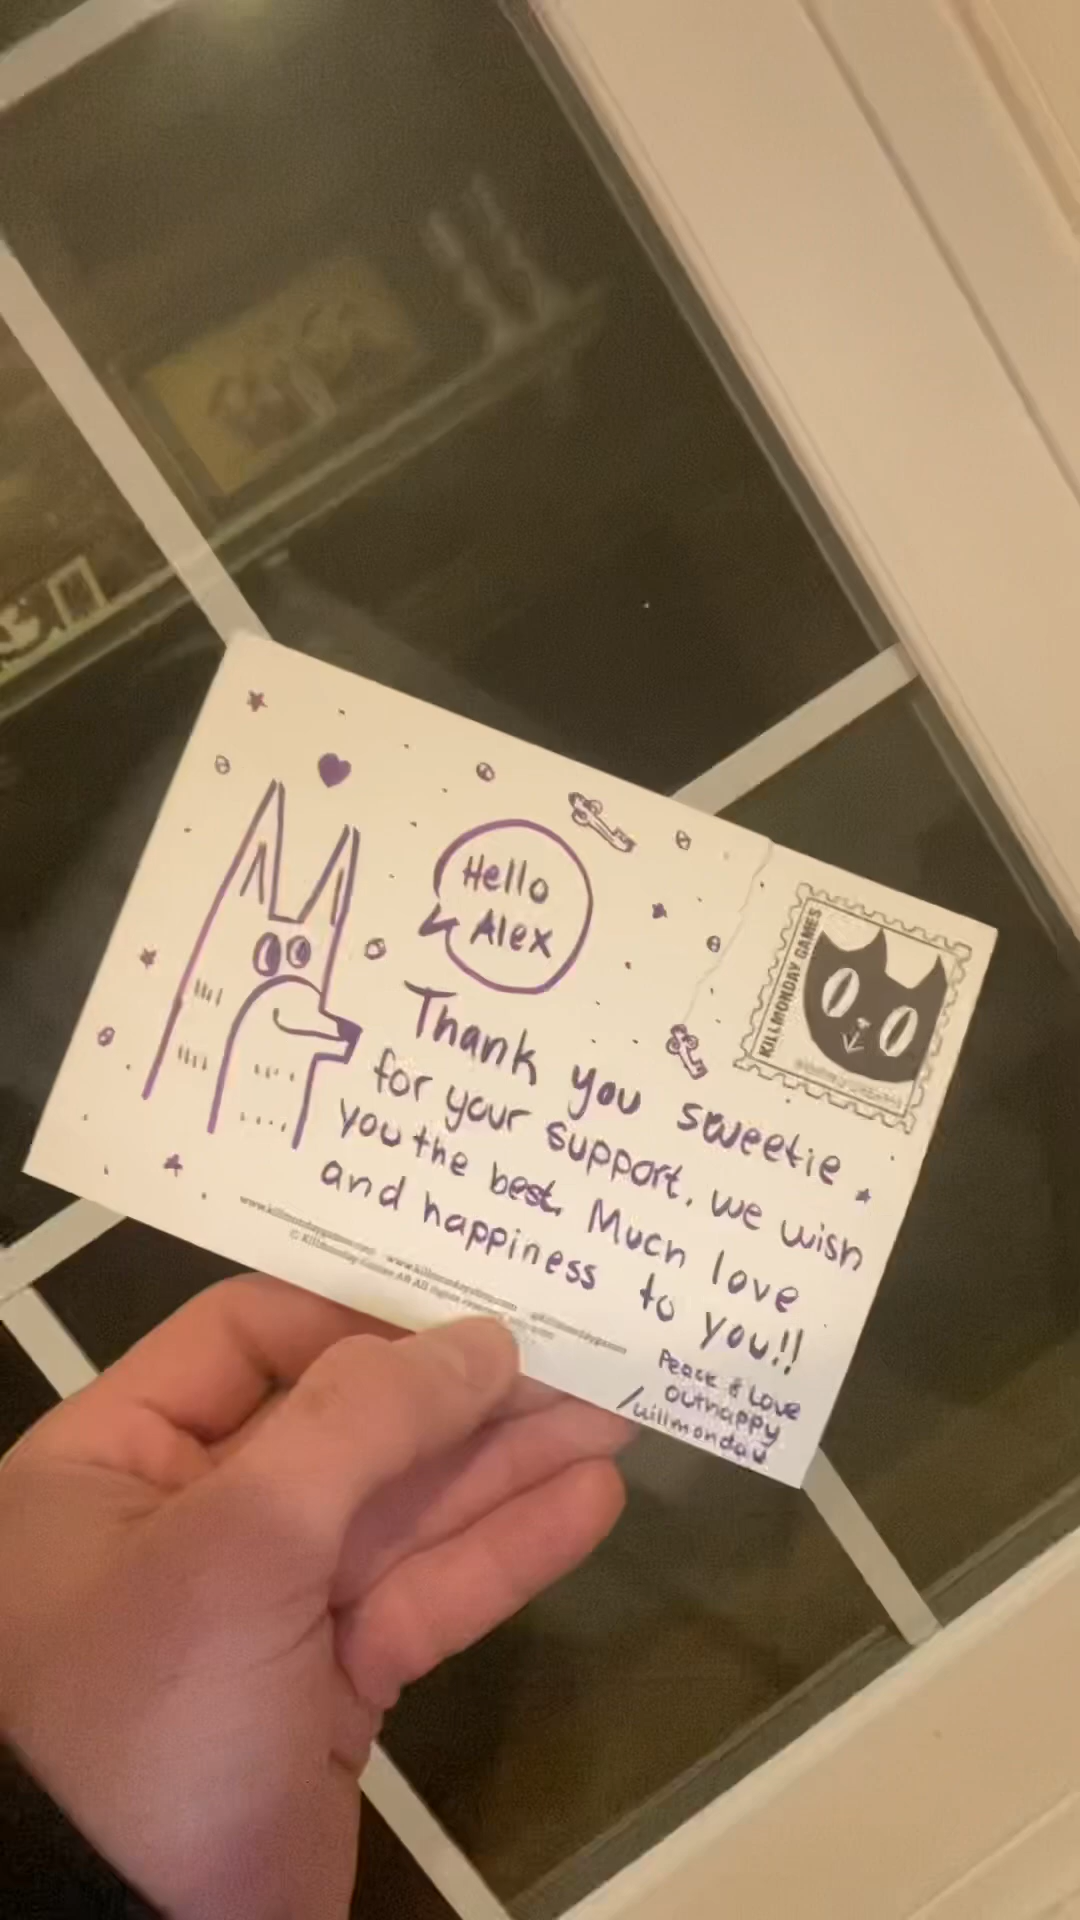 Hello
Alex
KILLMONDAY GAMES
Thank you sweetie
for your support. we wish
you the best. Much love
and happiness to you!!
Peace & Love
outhappy
/killmonday